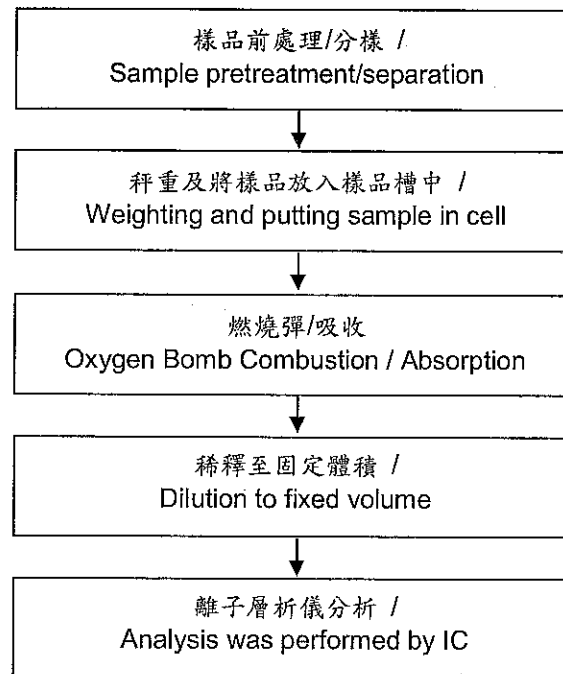 樣品前處理/分樣 /
Sample pretreatment/separation
秤重及將樣品放入樣品槽中 /
Weighting and putting sample in cell
燃燒彈/吸收
Oxygen Bomb Combustion / Absorption
稀釋至固定體積 /
Dilution to fixed volume
離子層析儀分析 /
Analysis was performed by IC